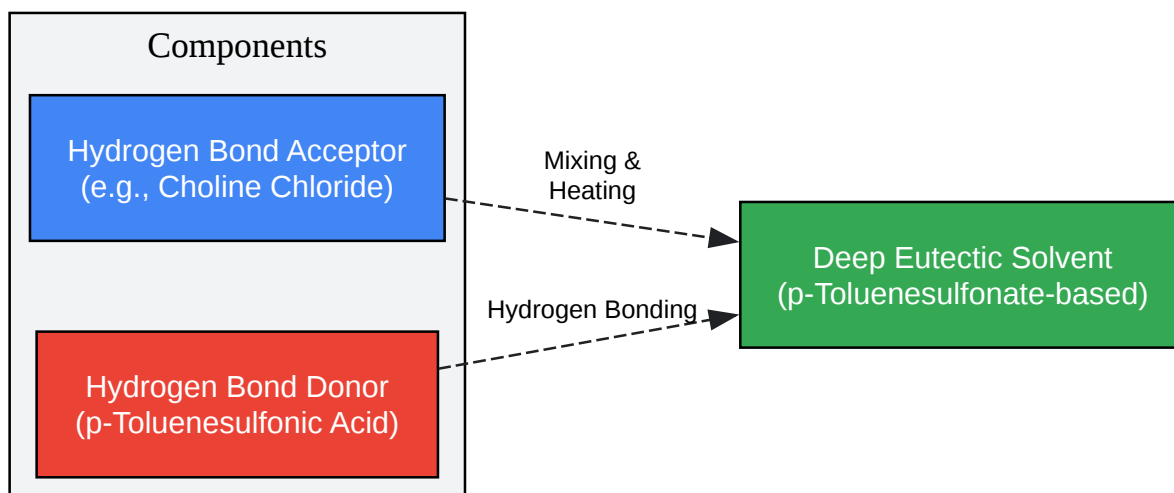 Components
Hydrogen Bond Acceptor
(e.g., Choline Chloride)
Mixing &
Heating
Deep Eutectic Solvent
(p-Toluenesulfonate-based)
Hydrogen Bonding
Hydrogen Bond Donor
(p-Toluenesulfonic Acid)